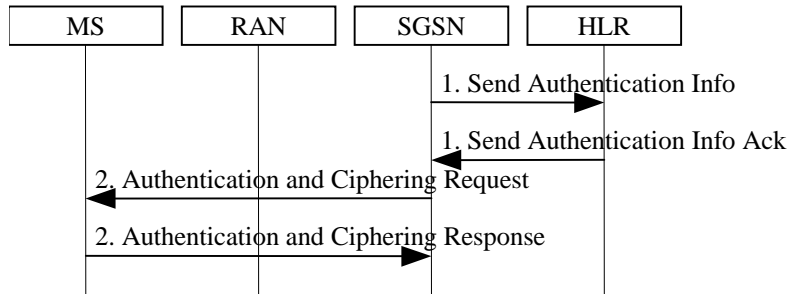 MS RAN SGSN HLR
1. Send Authentication Info
1. Send Authentication Info Ack
2. Authentication and Ciphering Request
2. Authentication and Ciphering Response